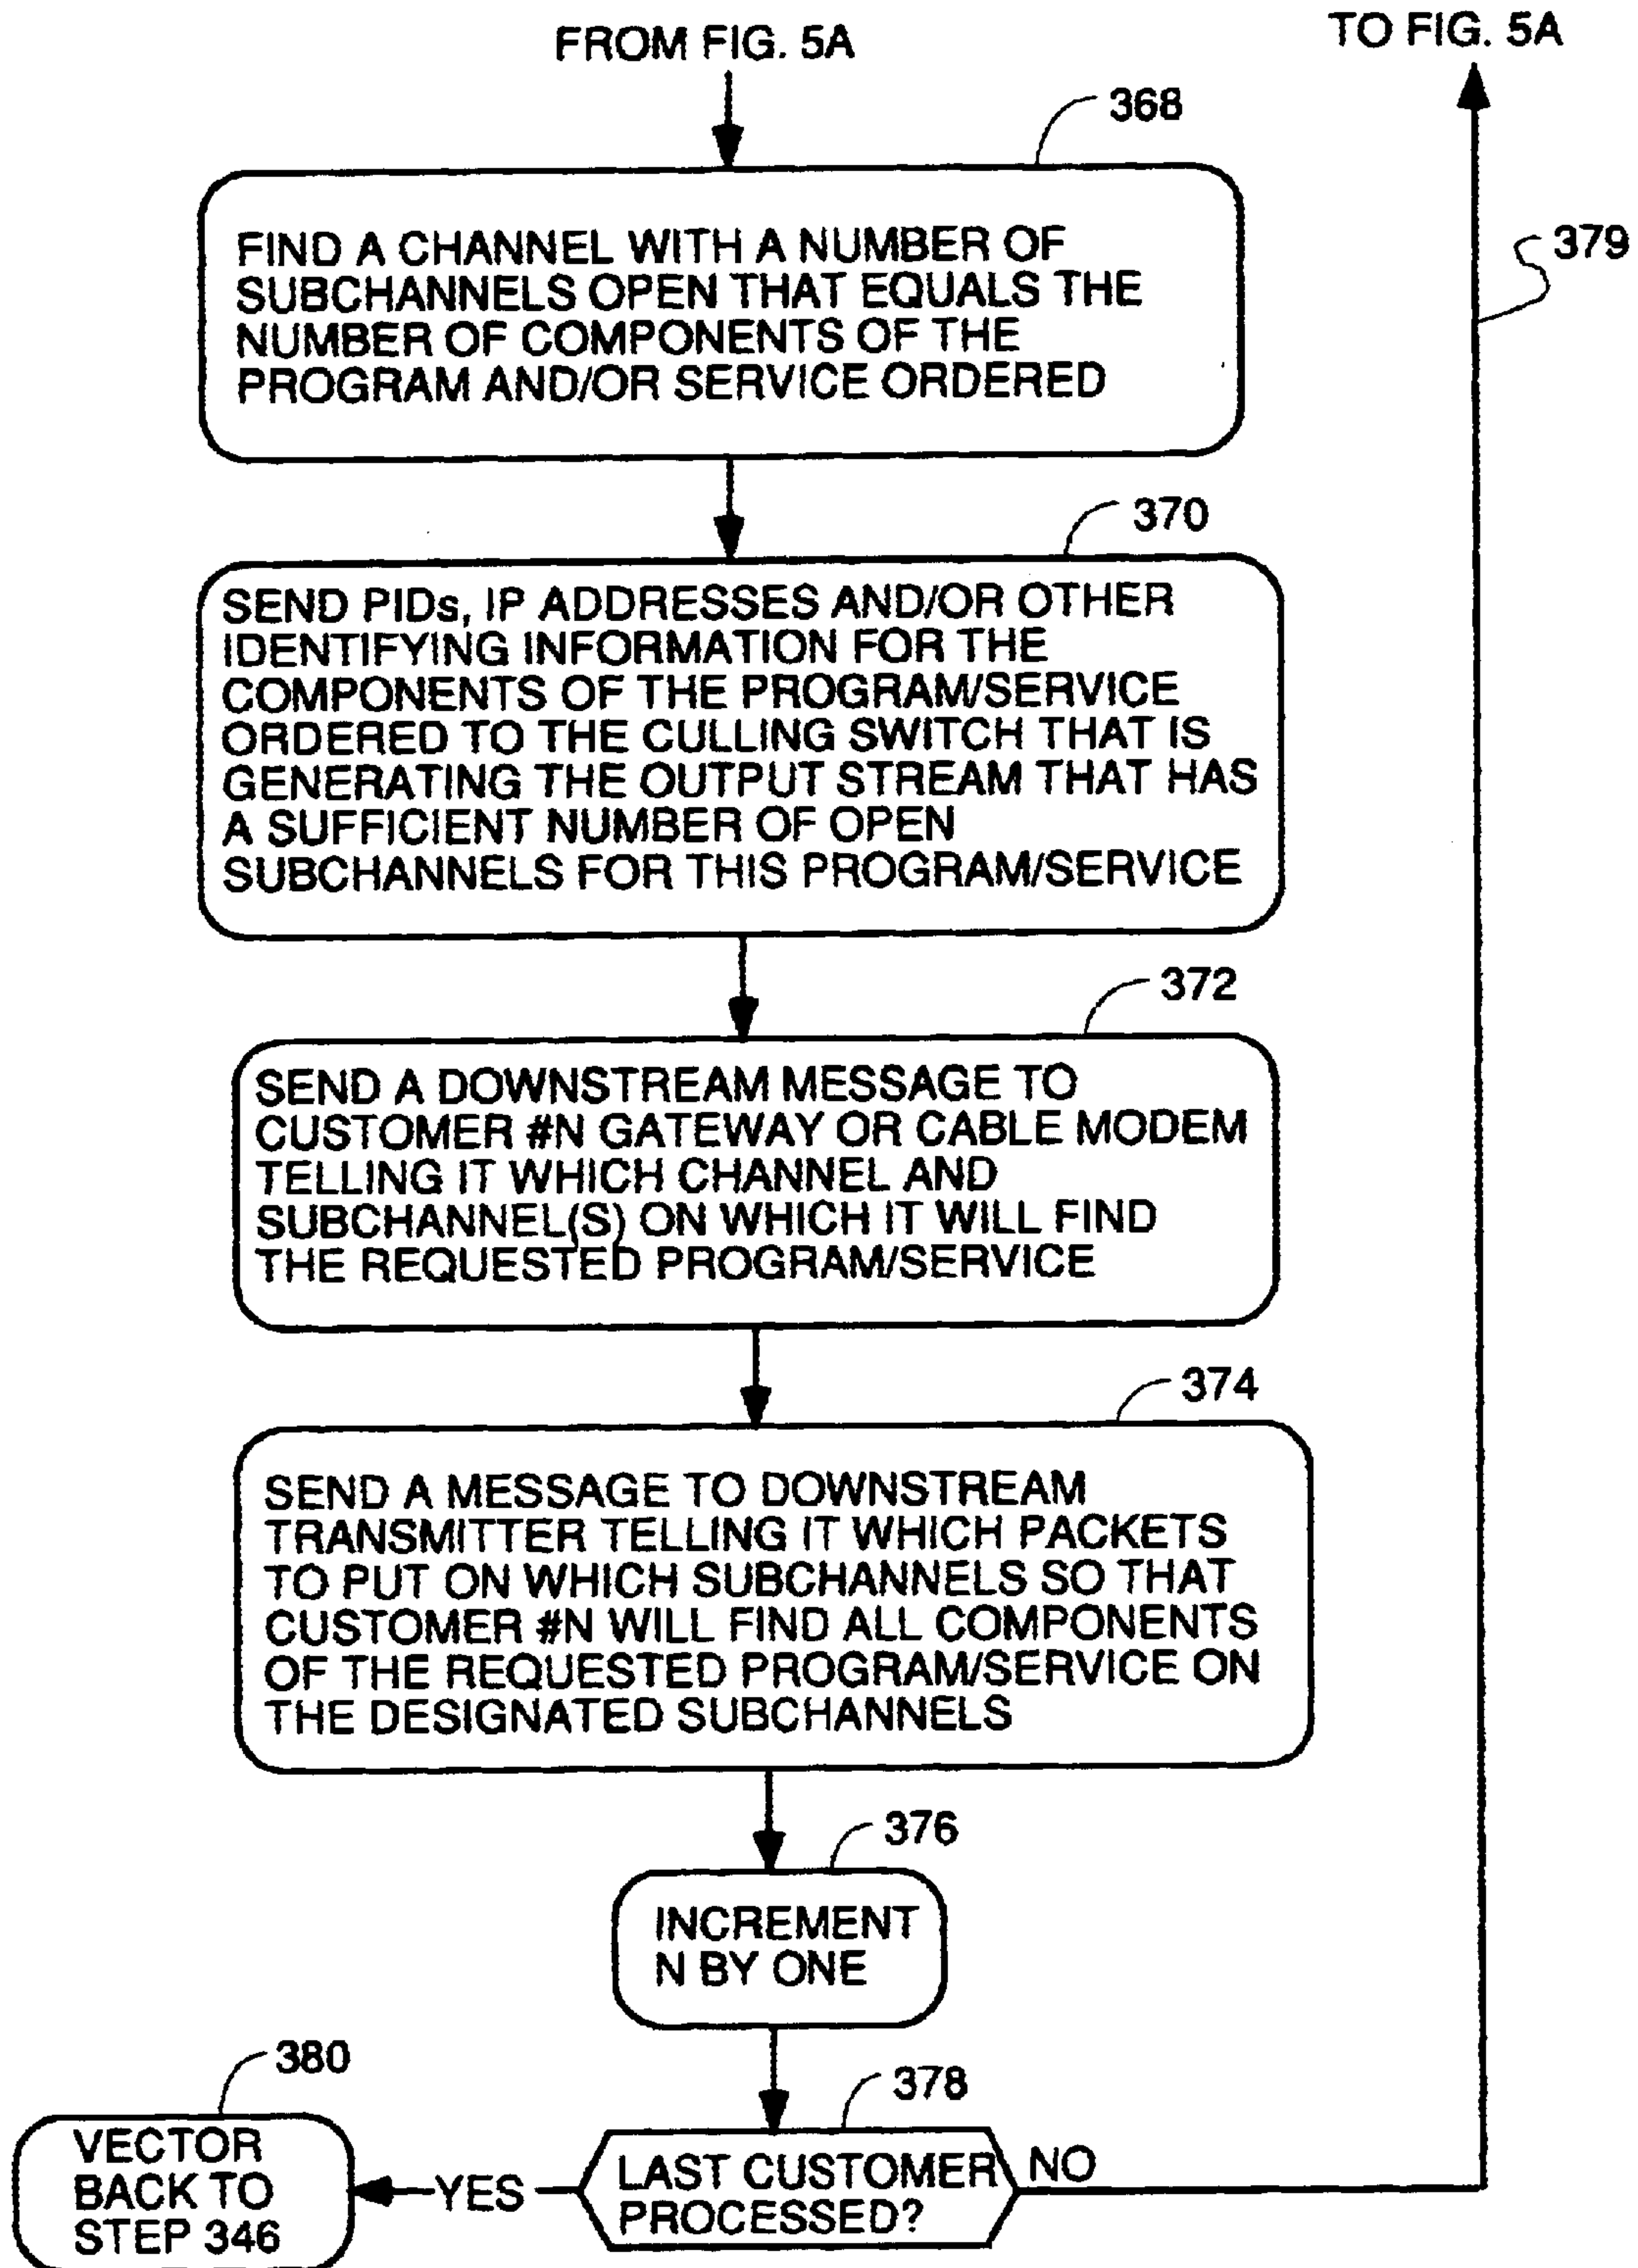 FROM FIG. 5A
TO FIG. 5A
368
FIND A CHANNEL WITH A NUMBER OF
SUBCHANNELS OPEN THAT EQUALS THE
NUMBER OF COMPONENTS OF THE
PROGRAM AND/OR SERVICE ORDERED
379
370
SEND PIDs, IP ADDRESSES AND/OR OTHER
IDENTIFYING INFORMATION FOR THE
COMPONENTS OF THE PROGRAM/SERVICE
ORDERED TO THE CULLING SWITCH THAT IS
GENERATING THE OUTPUT STREAM THAT HAS
A SUFFICIENT NUMBER OF OPEN
SUBCHANNELS FOR THIS PROGRAM/SERVICE
372
SEND A DOWNSTREAM MESSAGE TO
CUSTOMER #N GATEWAY OR CABLE MODEM
TELLING IT WHICH CHANNEL AND
SUBCHANNEL(S) ON WHICH IT WILL FIND
THE REQUESTED PROGRAM/SERVICE
374
SEND A MESSAGE TO DOWNSTREAM
TRANSMITTER TELLING IT WHICH PACKETS
TO PUT ON WHICH SUBCHANNELS SO THAT
CUSTOMER #N WILL FIND ALL COMPONENTS
OF THE REQUESTED PROGRAM/SERVICE ON
THE DESIGNATED SUBCHANNELS
376
INCREMENT
N BY ONE
378
LAST CUSTOMER
PROCESSED?
NO
YES
380
VECTOR
BACK TO
STEP 346